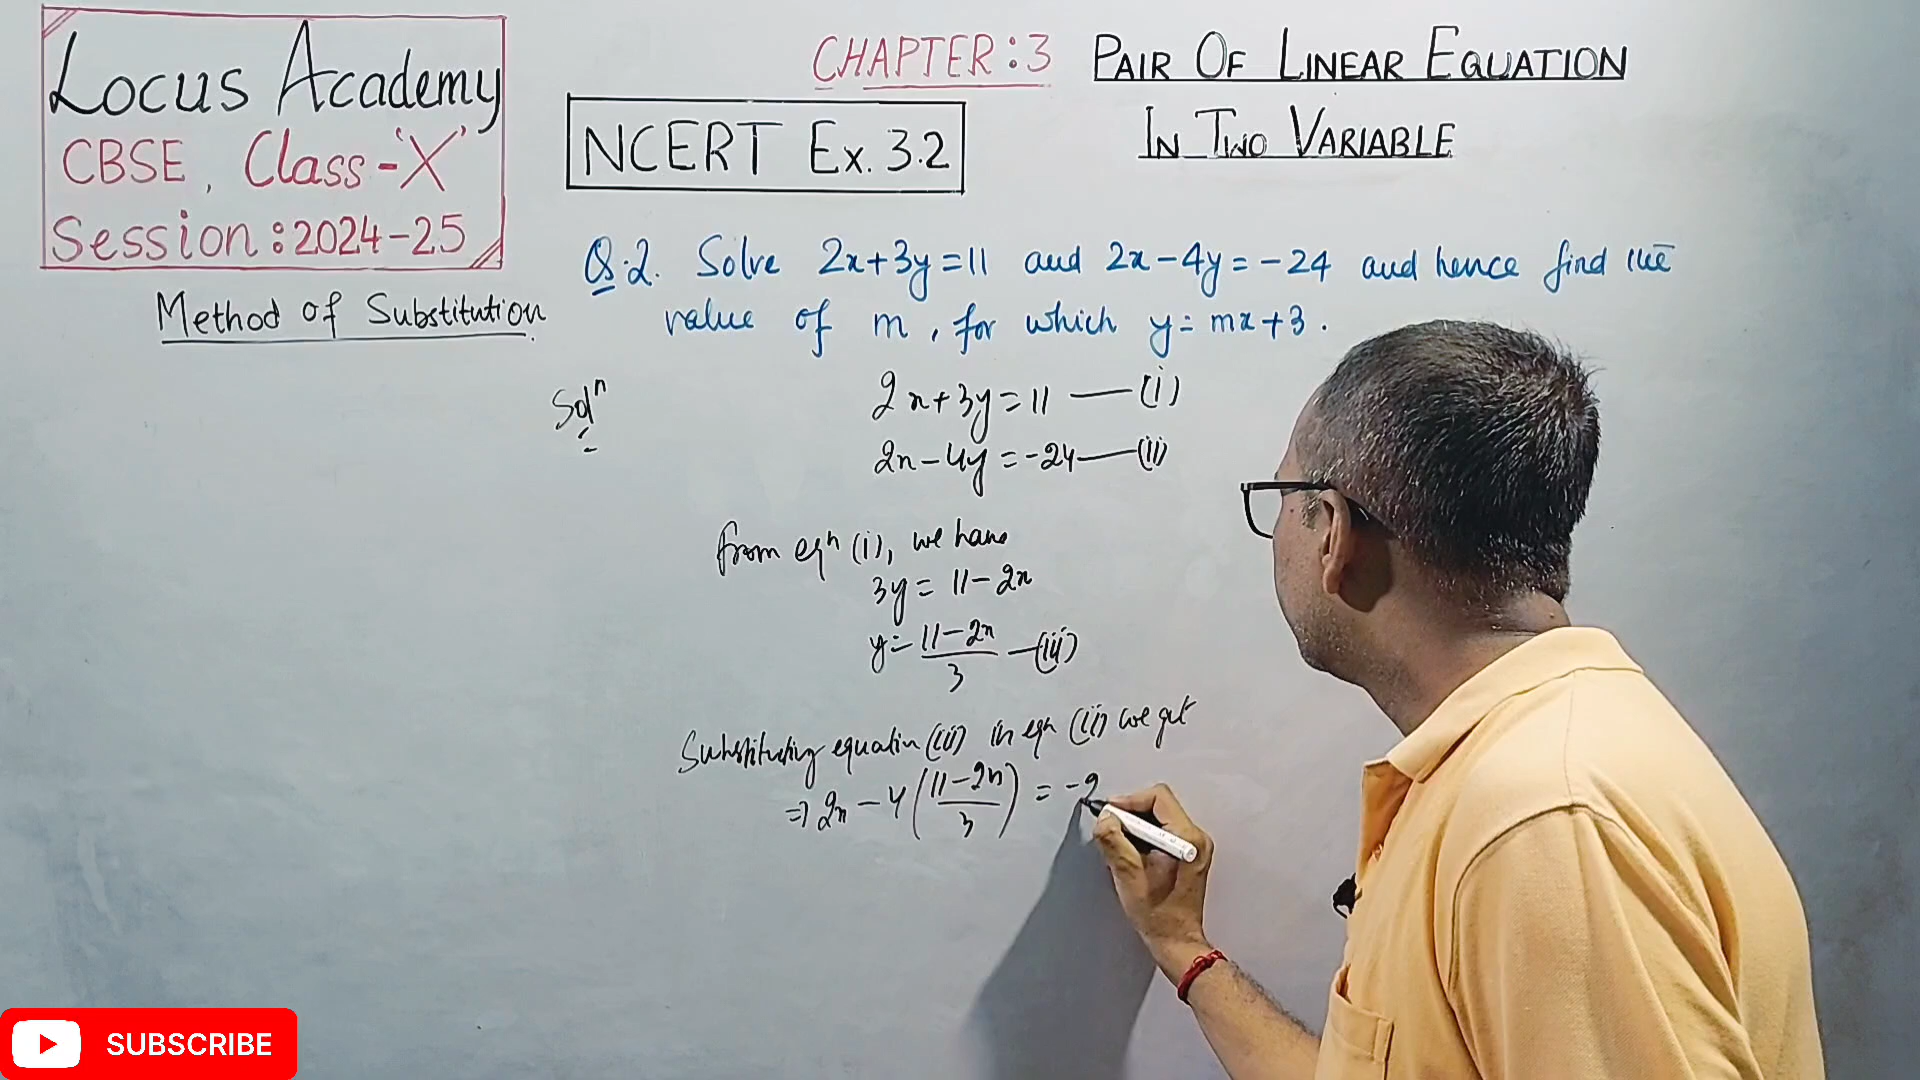 Locus Academy
CBSE, Class-'X'
Session:2024-25
CHAPTER:3 PAIR OF LINEAR EQUATION
IN TWO VARIABLE
NCERT Ex. 3.2
Method of Substitution
Q.2. Solve 2x+3y=11 and 2x-4y=-24 and hence find the
value of m, for which y=mx+3.
Solⁿ
2x+3y=11 —(i)
2x-4y=-24—(ii)
from eqⁿ (i), we have
3y= 11-2x
y= (11-2x)/3 —(iii)
Substituting equation (iii) in eqn (ii) we get
⇒ 2x - 4((11-2x)/3) = -2
SUBSCRIBE